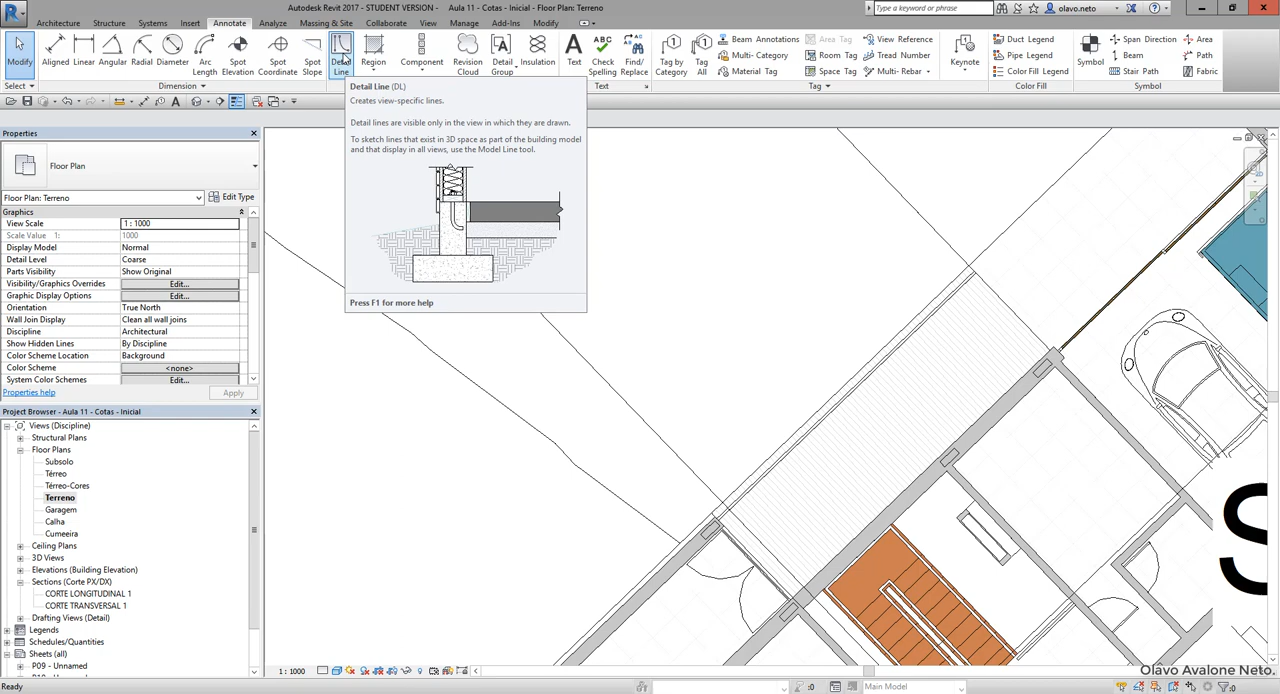 Autodesk Revit 2017 - STUDENT VERSION - Aula 11 - Cotas - Inicial - Floor Plan: Terreno
Type a keyword or phrase
olavo.neto
Architecture Structure Systems Insert Annotate Analyze Massing & Site Collaborate View Manage Add-Ins Modify
Modify Aligned Linear Angular Radial Diameter Arc Length Spot Elevation Spot Coordinate Spot Slope Detail Line Region Component Revision Cloud Detail Group Insulation Text Check Spelling Find/ Replace Tag by Category Tag All Beam Annotations Area Tag View Reference Keynote Duct Legend Symbol Span Direction Area
Multi-Category Room Tag Tread Number Pipe Legend Beam Path
Material Tag Space Tag Multi-Rebar Color Fill Legend Stair Path Fabric
Select Dimension Text Tag Color Fill Symbol
Detail Line (DL)
Creates view-specific lines.
Detail lines are visible only in the view in which they are drawn.
To sketch lines that exist in 3D space as part of the building model
and that display in all views, use the Model Line tool.
Press F1 for more help
Properties
Floor Plan
Floor Plan: Terreno Edit Type
Graphics
View Scale 1 : 1000
Scale Value 1: 1000
Display Model Normal
Detail Level Coarse
Parts Visibility Show Original
Visibility/Graphics Overrides Edit...
Graphic Display Options Edit...
Orientation True North
Wall Join Display Clean all wall joins
Discipline Architectural
Show Hidden Lines By Discipline
Color Scheme Location Background
Color Scheme <none>
System Color Schemes Edit...
Properties help Apply
Project Browser - Aula 11 - Cotas - Inicial
Views (Discipline)
Structural Plans
Floor Plans
Subsolo
Térreo
Térreo-Cores
Terreno
Garagem
Calha
Cumeeira
Ceiling Plans
3D Views
Elevations (Building Elevation)
Sections (Corte PX/DX)
CORTE LONGITUDINAL 1
CORTE TRANSVERSAL 1
Drafting Views (Detail)
Legends
Schedules/Quantities
Sheets (all)
P09 - Unnamed
S
1 : 1000
Olavo Avalone Neto.
Ready :0 Main Model :0